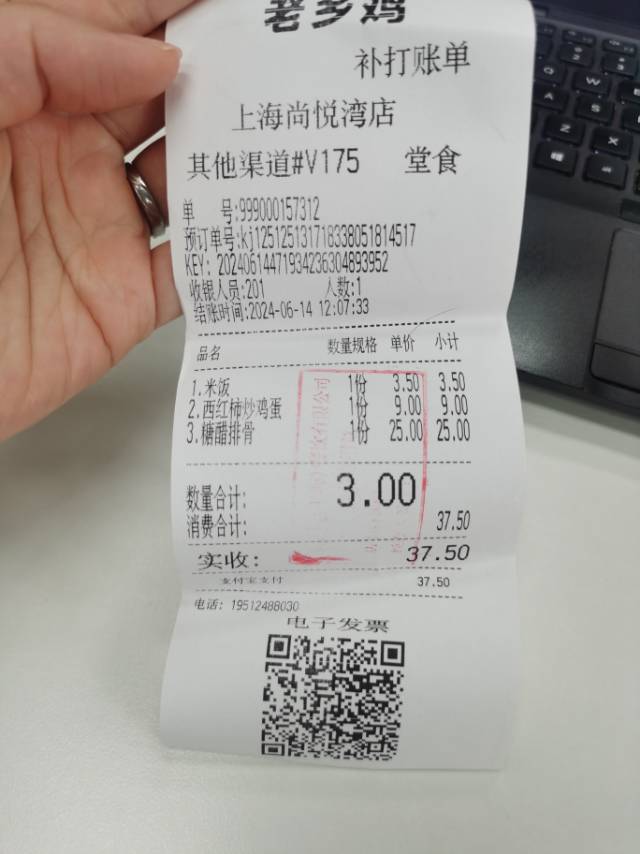 老乡鸡
补打账单
上海尚悦湾店
其他渠道#V175 堂食
单 号:999000157312
预订单号:kj1251251317183380518145​17
KEY: 20240614471934236304893952
收银人员:201 人数:1
结账时间:2024-06-14 12:07:33
品名 数量规格 单价 小计
1.米饭 1份 3.50 3.50
2.西红柿炒鸡蛋 1份 9.00 9.00
3.糖醋排骨 1份 25.00 25.00
数量合计: 3.00
消费合计: 37.50
实收: 37.50
支付宝支付 37.50
电话: 19512488030
电子发票